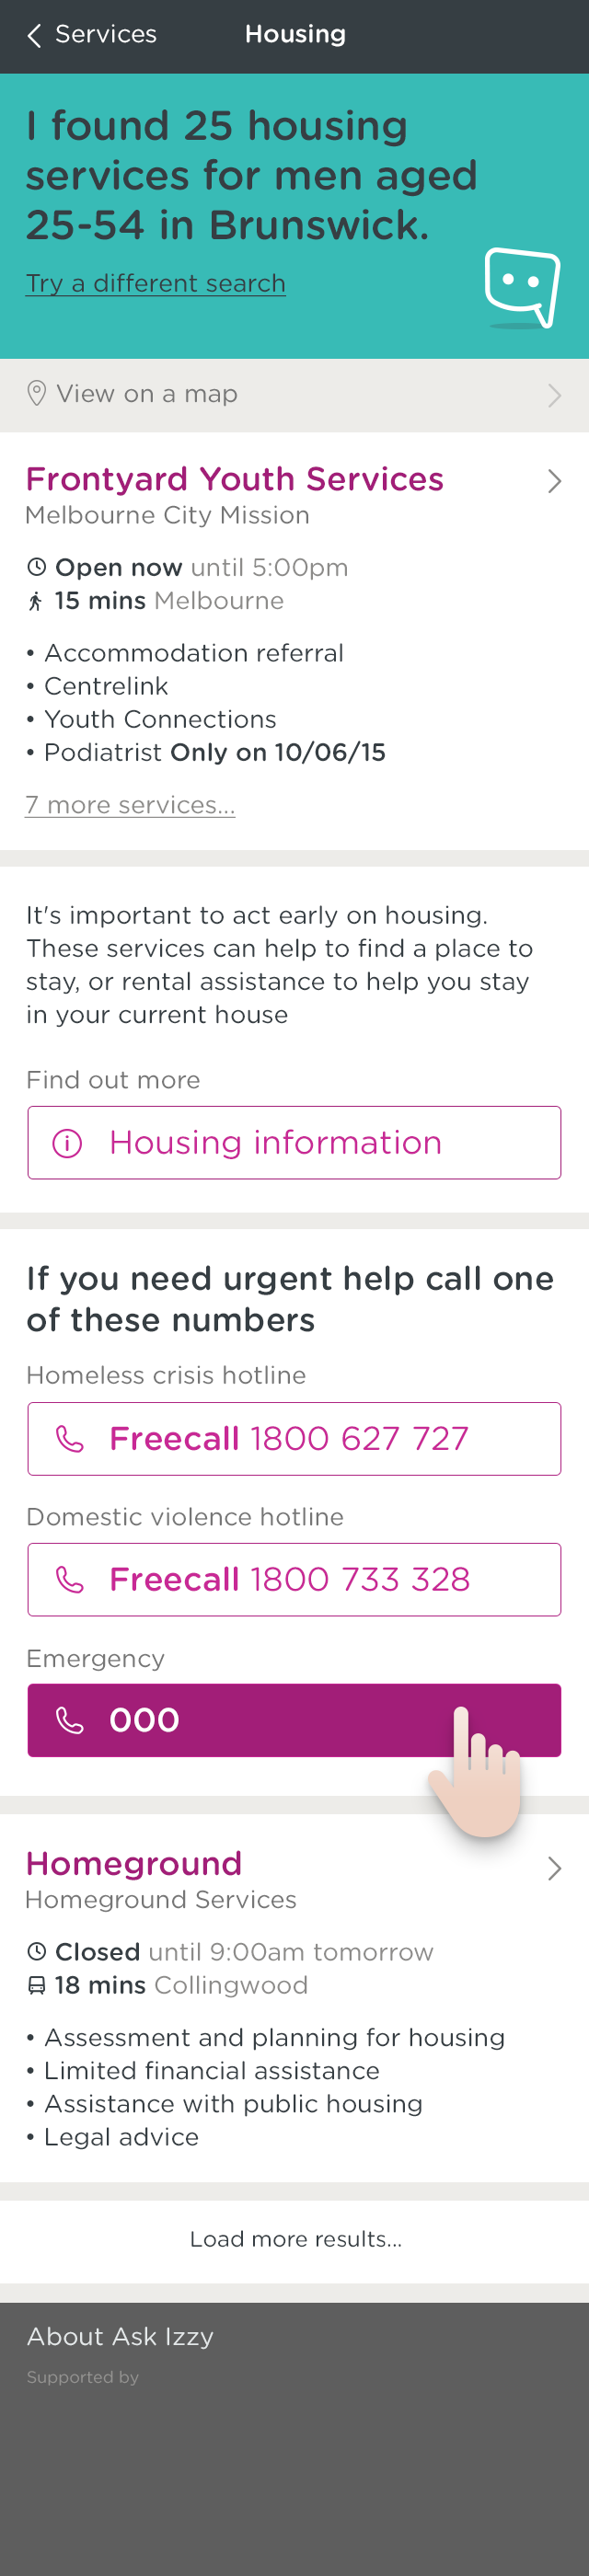 Services
Housing
I found 25 housing
services for men aged
25-54 in Brunswick.
Try a different search
View on a map
Frontyard Youth Services
Melbourne City Mission
Open now until 5:00pm
15 mins Melbourne
• Accommodation referral
• Centrelink
• Youth Connections
• Podiatrist Only on 10/06/15
7 more services...
It's important to act early on housing.
These services can help to find a place to
stay, or rental assistance to help you stay
in your current house
Find out more
Housing information
If you need urgent help call one
of these numbers
Homeless crisis hotline
Freecall 1800 627 727
Domestic violence hotline
Freecall 1800 733 328
Emergency
000
Homeground
Homeground Services
Closed until 9:00am tomorrow
18 mins Collingwood
• Assessment and planning for housing
• Limited financial assistance
• Assistance with public housing
• Legal advice
Load more results...
About Ask Izzy
Supported by